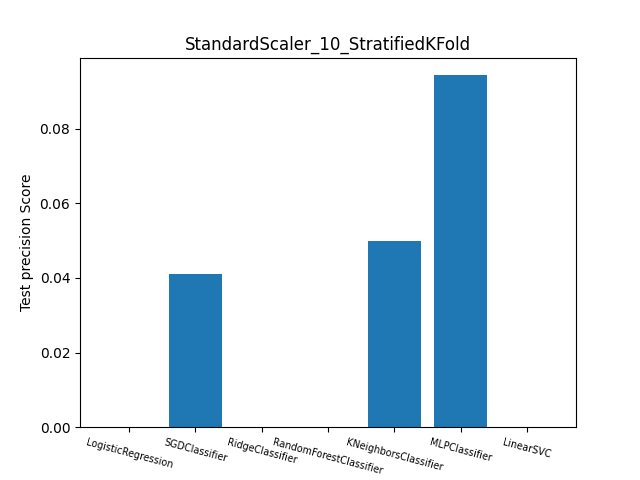 StandardScaler_10_StratifiedKFold
Test precision Score
0.08
0.06
0.04
0.02
0.00
LogisticRegression
SGDClassifier
RidgeClassifier
RandomForestClassifier
KNeighborsClassifier
MLPClassifier
LinearSVC